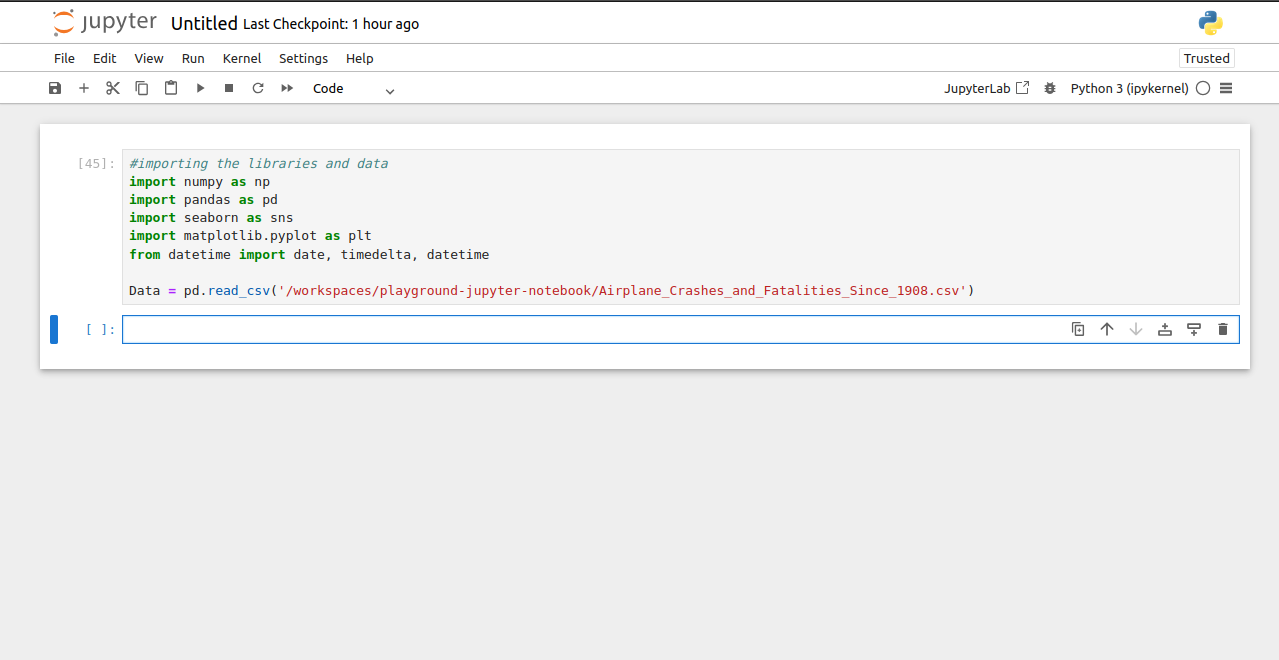 jupyter Untitled Last Checkpoint: 1 hour ago
File Edit View Run Kernel Settings Help Trusted
Code JupyterLab Python 3 (ipykernel)
[45]: #importing the libraries and data
import numpy as np
import pandas as pd
import seaborn as sns
import matplotlib.pyplot as plt
from datetime import date, timedelta, datetime
Data = pd.read_csv('/workspaces/playground-jupyter-notebook/Airplane_Crashes_and_Fatalities_Since_1908.csv')
[ ]: